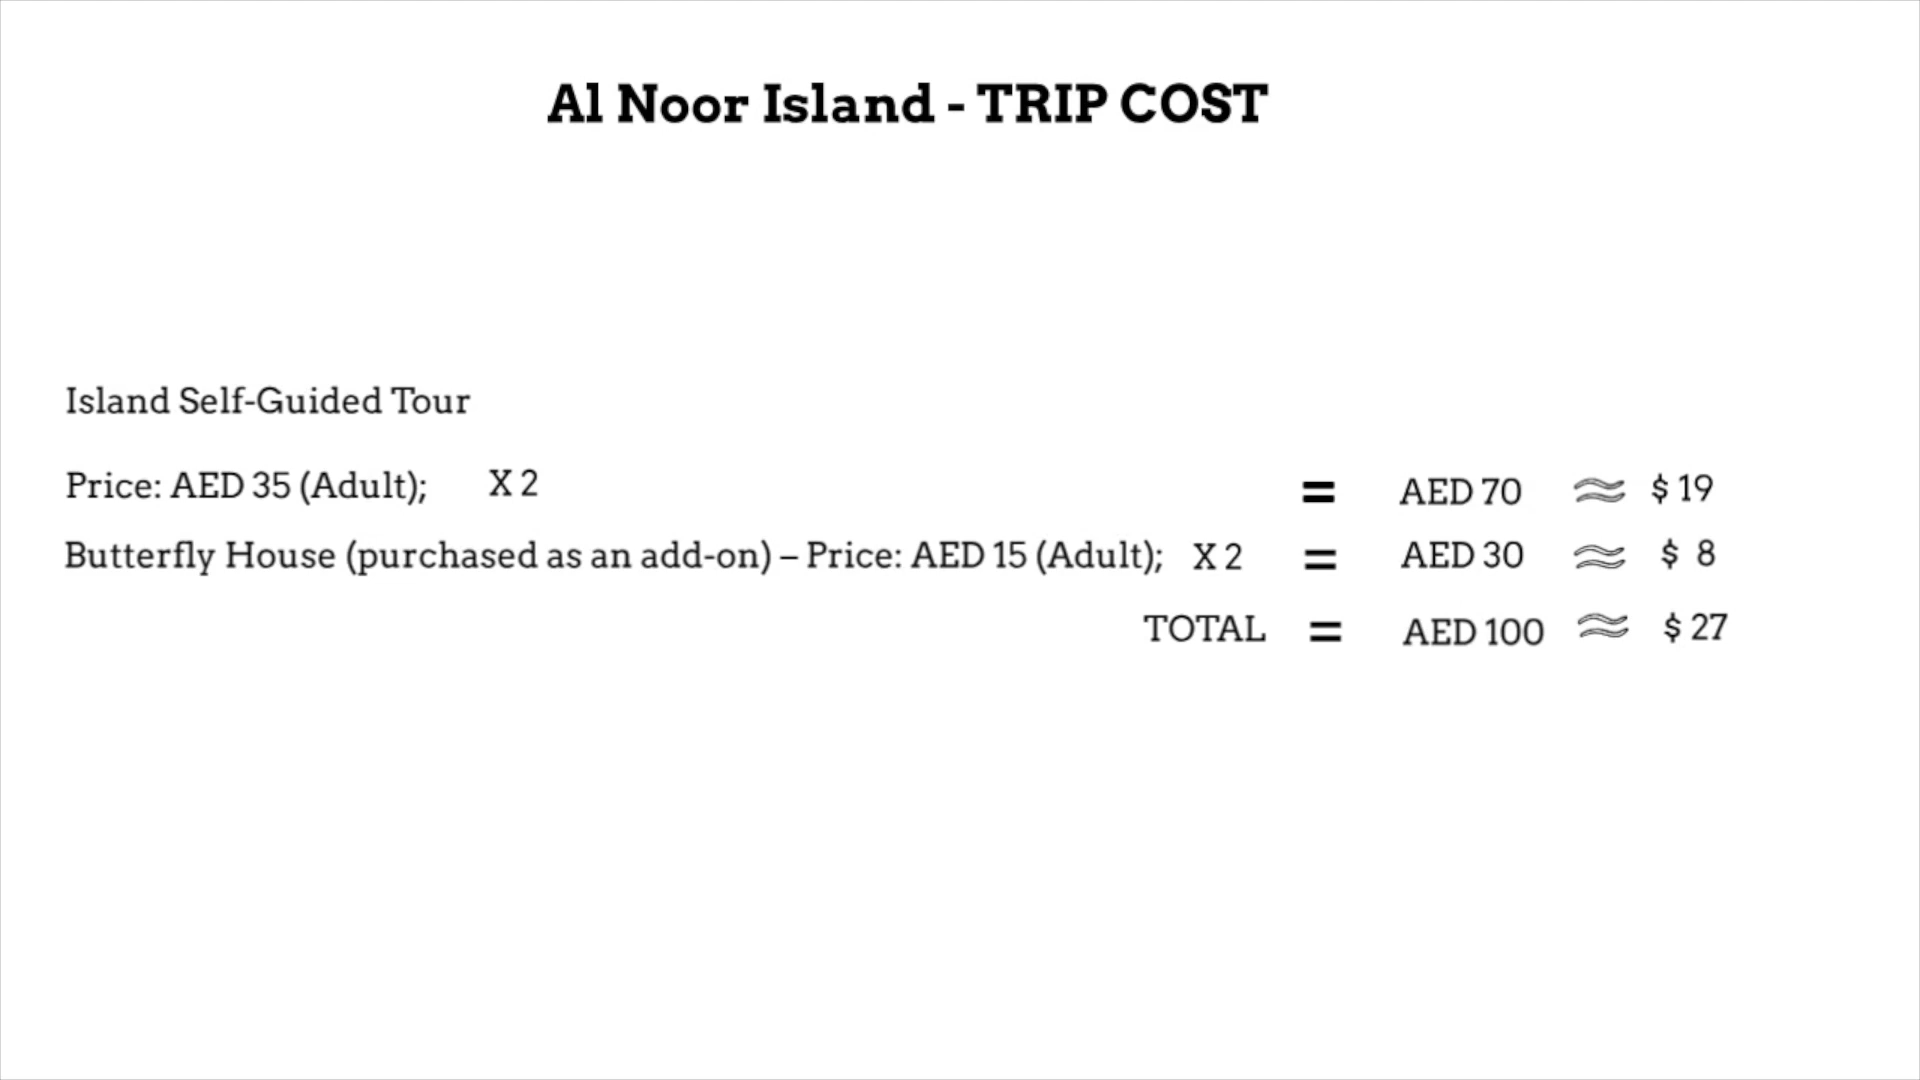 Al Noor Island - TRIP COST
Island Self-Guided Tour
Price: AED 35 (Adult); X 2 = AED 70 ≈ $ 19
Butterfly House (purchased as an add-on) – Price: AED 15 (Adult); X 2 = AED 30 ≈ $ 8
TOTAL = AED 100 ≈ $ 27